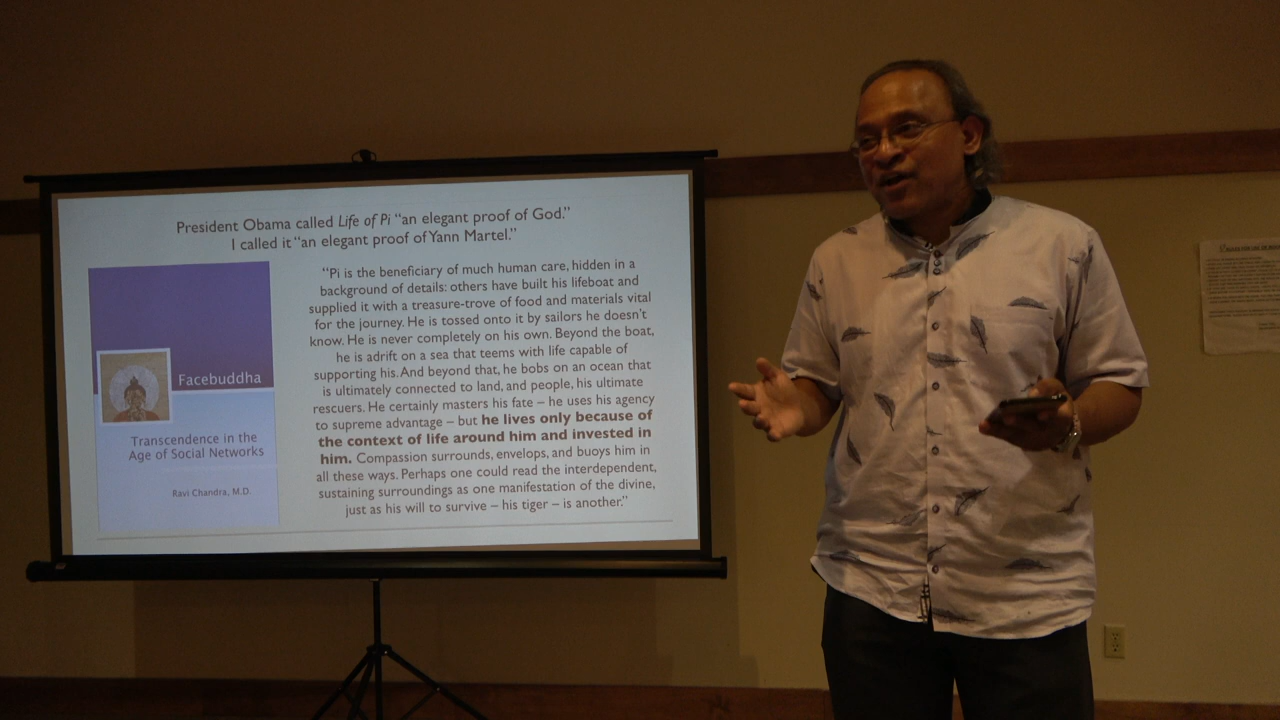 President Obama called Life of Pi “an elegant proof of God.”
I called it “an elegant proof of Yann Martel.”
Facebuddha
Transcendence in the
Age of Social Networks
Ravi Chandra, M.D.
“Pi is the beneficiary of much human care, hidden in a
background of details: others have built his lifeboat and
supplied it with a treasure-trove of food and materials vital
for the journey. He is tossed onto it by sailors he doesn’t
know. He is never completely on his own. Beyond the boat,
he is adrift on a sea that teems with life capable of
supporting his. And beyond that, he bobs on an ocean that
is ultimately connected to land, and people, his ultimate
rescuers. He certainly masters his fate – he uses his agency
to supreme advantage – but he lives only because of
the context of life around him and invested in
him. Compassion surrounds, envelops, and buoys him in
all these ways. Perhaps one could read the interdependent,
sustaining surroundings as one manifestation of the divine,
just as his will to survive – his tiger – is another.”